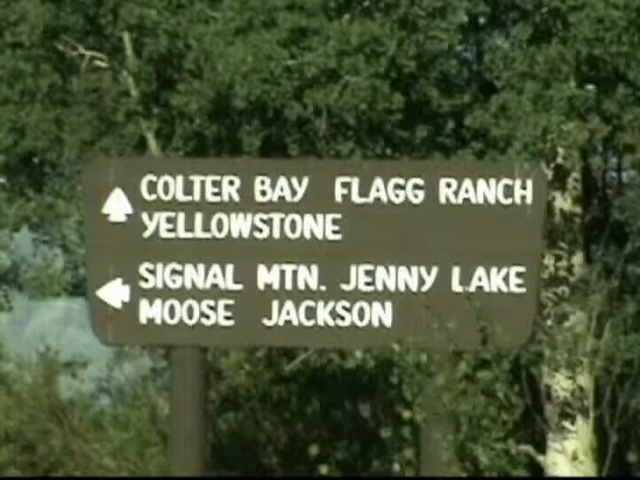 COLTER BAY FLAGG RANCH
YELLOWSTONE
SIGNAL MTN. JENNY LAKE
MOOSE JACKSON